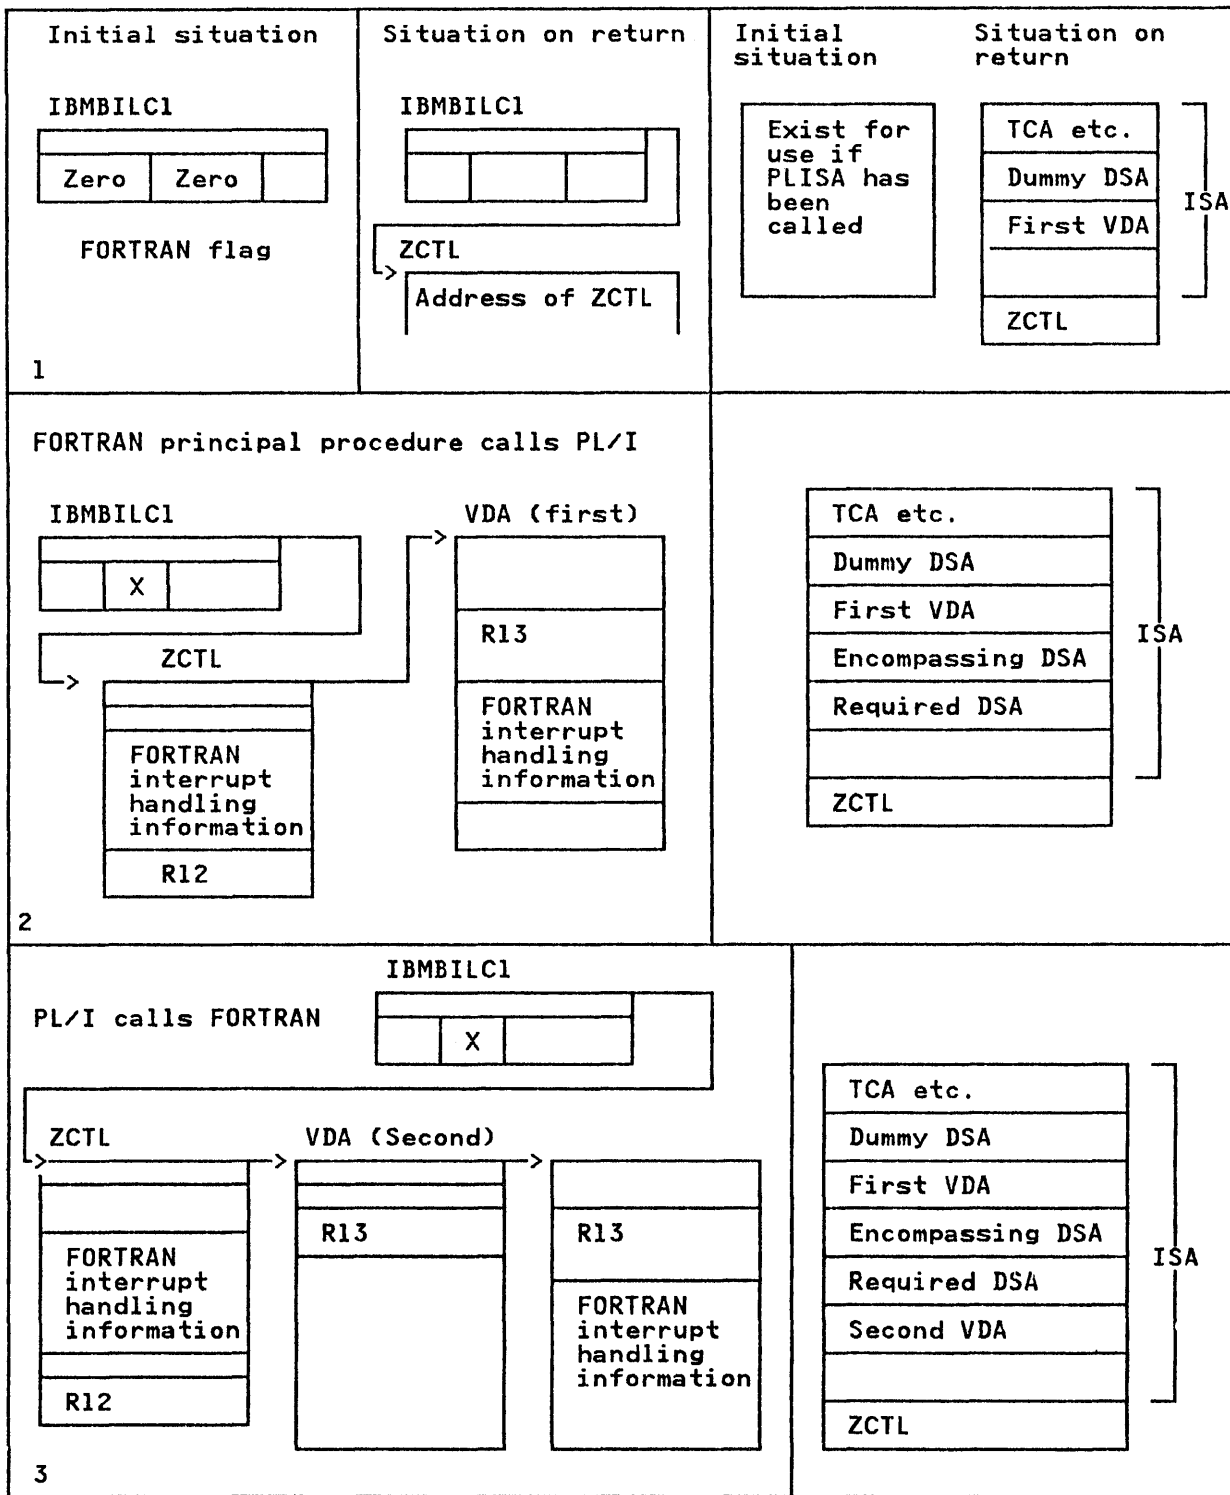 Initial situation
IBMBILC1
Zero Zero
FORTRAN flag
1
Situation on return
IBMBILC1
ZCTL
Address of ZCTL
Initial
situation
Exist for
use if
PLISA has
been
called
Situation on
return
TCA etc.
Dummy DSA
First VDA
ZCTL
ISA
FORTRAN principal procedure calls PL/I
IBMBILC1
X
ZCTL
FORTRAN
interrupt
handling
information
R12
VDA (first)
R13
FORTRAN
interrupt
handling
information
2
TCA etc.
Dummy DSA
First VDA
Encompassing DSA
Required DSA
ZCTL
ISA
IBMBILC1
PL/I calls FORTRAN
X
ZCTL
FORTRAN
interrupt
handling
information
R12
VDA (Second)
R13
R13
FORTRAN
interrupt
handling
information
3
TCA etc.
Dummy DSA
First VDA
Encompassing DSA
Required DSA
Second VDA
ZCTL
ISA